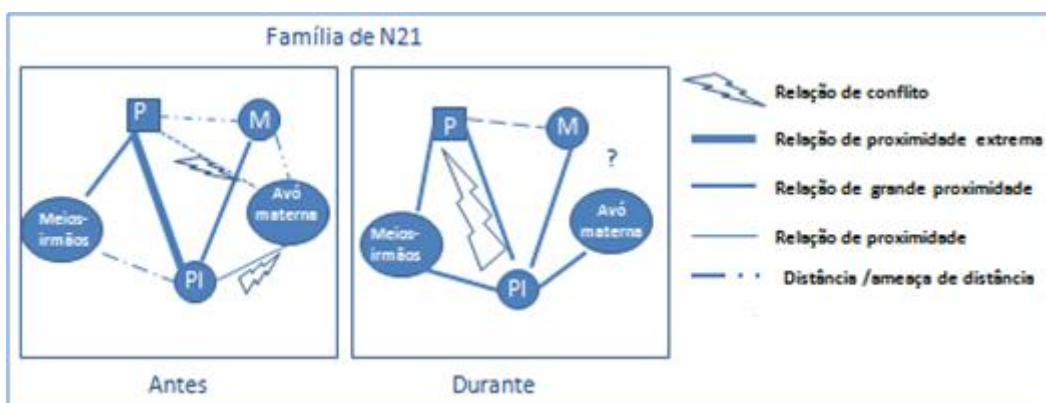 Família de N21
P
M
Avó
materna
Meios-
irmãos
PI
Antes
P
M
?
Avó
materna
Meios-
irmãos
PI
Durante
Relação de conflito
Relação de proximidade extrema
Relação de grande proximidade
Relação de proximidade
Distância /ameaça de distância